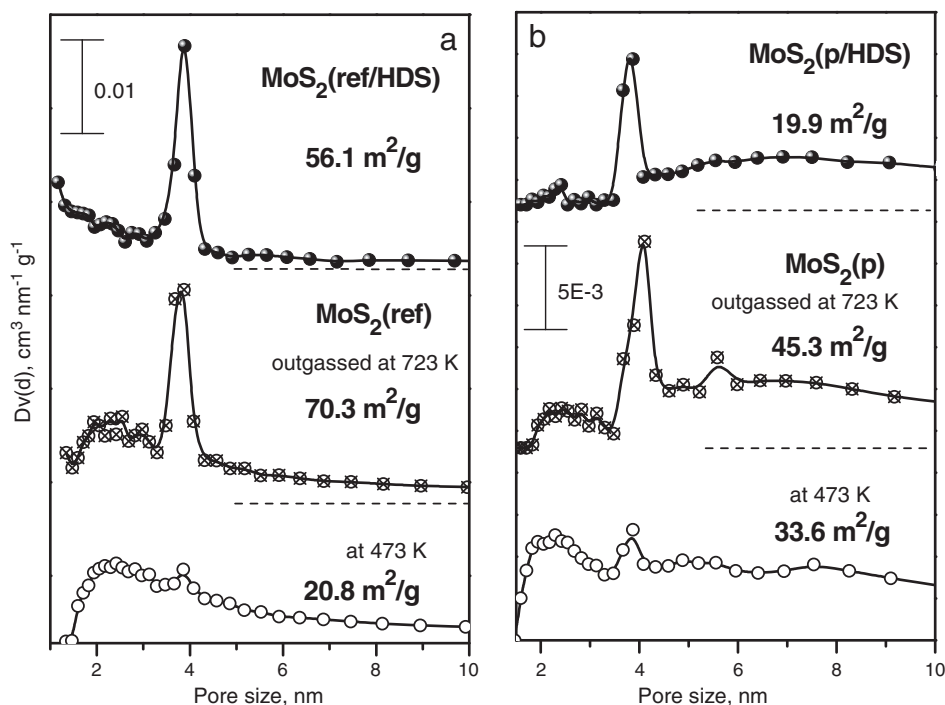 a
0.01
MoS2(ref/HDS)
56.1 m2/g
MoS2(ref)
outgassed at 723 K
70.3 m2/g
at 473 K
20.8 m2/g
Dv(d), cm3 nm-1 g-1
2 4 6 8 10
Pore size, nm
b
MoS2(p/HDS)
19.9 m2/g
5E-3
MoS2(p)
outgassed at 723 K
45.3 m2/g
at 473 K
33.6 m2/g
2 4 6 8 10
Pore size, nm